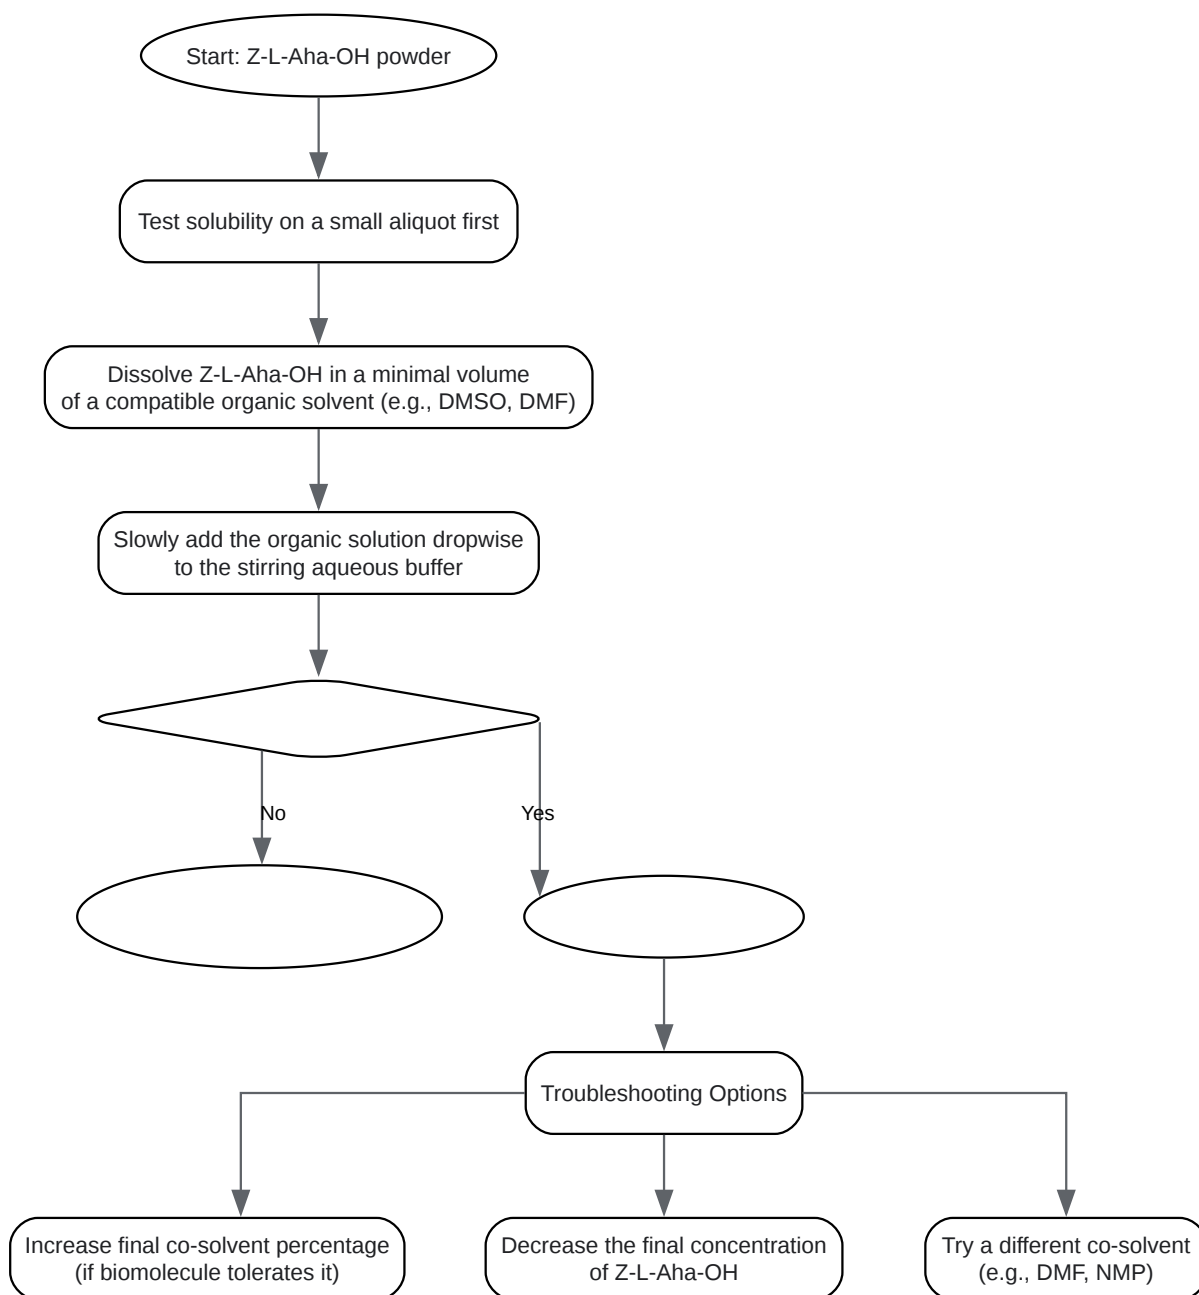 Start: Z-L-Aha-OH powder
Test solubility on a small aliquot first
Dissolve Z-L-Aha-OH in a minimal volume
of a compatible organic solvent (e.g., DMSO, DMF)
Slowly add the organic solution dropwise
to the stirring aqueous buffer
No
Yes
Troubleshooting Options
Increase final co-solvent percentage
(if biomolecule tolerates it)
Decrease the final concentration
of Z-L-Aha-OH
Try a different co-solvent
(e.g., DMF, NMP)